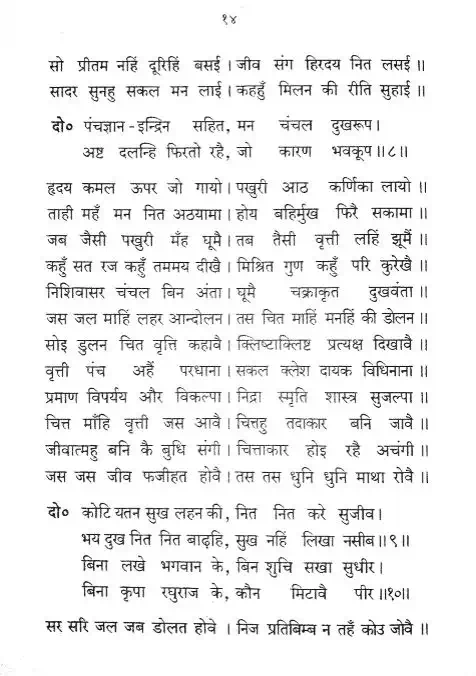 १४
सो प्रीतम नहिं दूरिहिं बसई । जीव संग हिरदय नित लसई ॥
सादर सुनहु सकल मन लाई । कहहुँ मिलन की रीति सुहाई ॥
दो० पंचज्ञान-इन्द्रिन सहित, मन चंचल दुखरूप ।
अष्ट दलन्हि फिरतो रहै, जो कारण भवकूप ॥८॥
हृदय कमल ऊपर जो गायो । पखुरी आठ कर्णिका लायो ॥
ताही महँ मन नित अठयामा । होय बहिर्मुख फिरै सकामा ॥
जब जैसी पखुरी मँह घूमै । तब तैसी वृत्ती लहिं झूमैं ॥
कहुँ सत रज कहुँ तममय दीखै । मिश्रित गुण कहुँ परि कुरेखै ॥
निशिवासर चंचल बिन अंता । घूमै चक्राकृत दुखवंता ॥
जस जल माहिं लहर आन्दोलन । तस चित माहिं मनहिं की डोलन ॥
सोइ डुलन चित वृत्ति कहावै । क्लिष्टाक्लिष्ट प्रत्यक्ष दिखावै ॥
वृत्ती पंच अहैं परधाना । सकल क्लेश दायक विधिनाना ॥
प्रमाण विपर्यय और विकल्पा । निद्रा स्मृति शास्त्र सुजल्पा ॥
चित्त माँहि वृत्ती जस आवै । चित्तहु तदाकार बनि जावै ॥
जीवात्महु बनि कै बुधि संगी । चित्ताकार होइ रहै अचंगी ॥
जस जस जीव फजीहत होवै । तस तस धुनि धुनि माथा रोवै ॥
दो० कोटि यतन सुख लहन की, नित नित करे सुजीव ।
भय दुख नित नित बाढ़हि, सुख नहिं लिखा नसीब ॥९॥
बिना लखे भगवान के, बिन शुचि सखा सुधीर ।
बिना कृपा रघुराज के, कौन मिटावै पीर ॥१०॥
सर सरि जल जब डोलत होवे । निज प्रतिबिम्ब न तहँ कोउ जोवै ॥